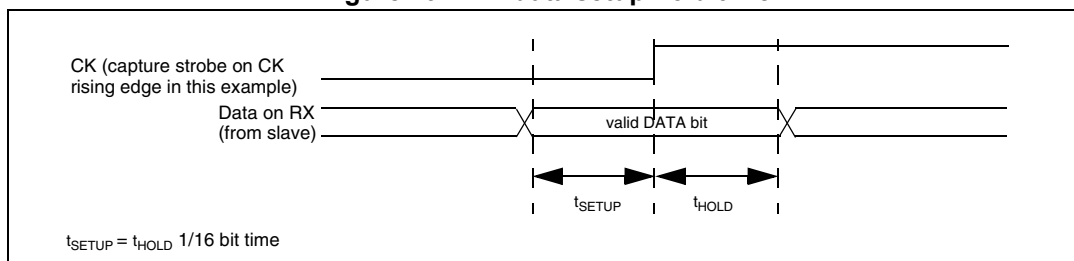 CK (capture strobe on CK
rising edge in this example)
Data on RX
(from slave)
valid DATA bit
tSETUP
tHOLD
tSETUP = tHOLD 1/16 bit time